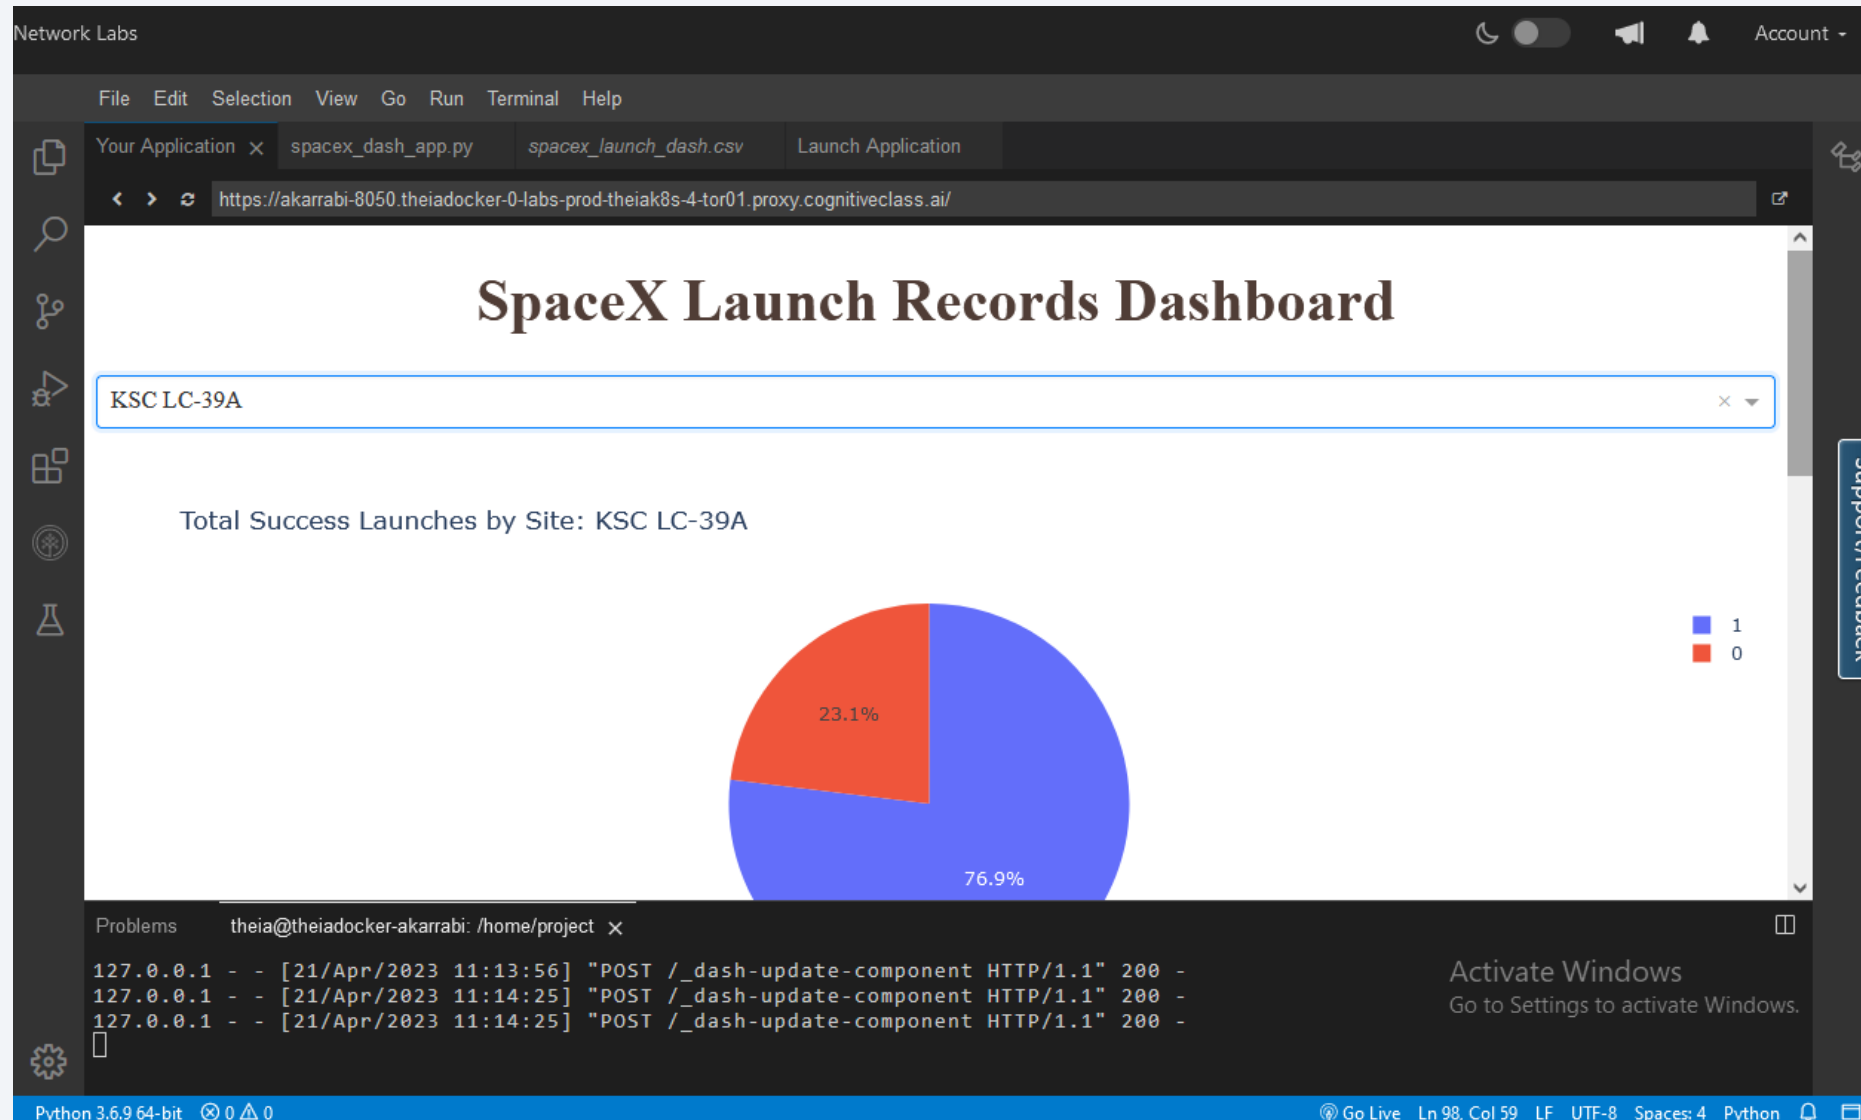 Network Labs
Account
File Edit Selection View Go Run Terminal Help
Your Application spacex_dash_app.py spacex_launch_dash.csv Launch Application
https://akarrabi-8050.theiadocker-0-labs-prod-theiak8s-4-tor01.proxy.cognitiveclass.ai/
SpaceX Launch Records Dashboard
KSC LC-39A
Support/Feedback
Total Success Launches by Site: KSC LC-39A
1
0
23.1%
76.9%
Problems theia@theiadocker-akarrabi: /home/project
127.0.0.1 - - [21/Apr/2023 11:13:56] "POST /_dash-update-component HTTP/1.1" 200 -
127.0.0.1 - - [21/Apr/2023 11:14:25] "POST /_dash-update-component HTTP/1.1" 200 -
127.0.0.1 - - [21/Apr/2023 11:14:25] "POST /_dash-update-component HTTP/1.1" 200 -
Activate Windows
Go to Settings to activate Windows.
Python 3.6.9 64-bit 0 0 Go Live Ln 98, Col 59 LF UTF-8 Spaces: 4 Python